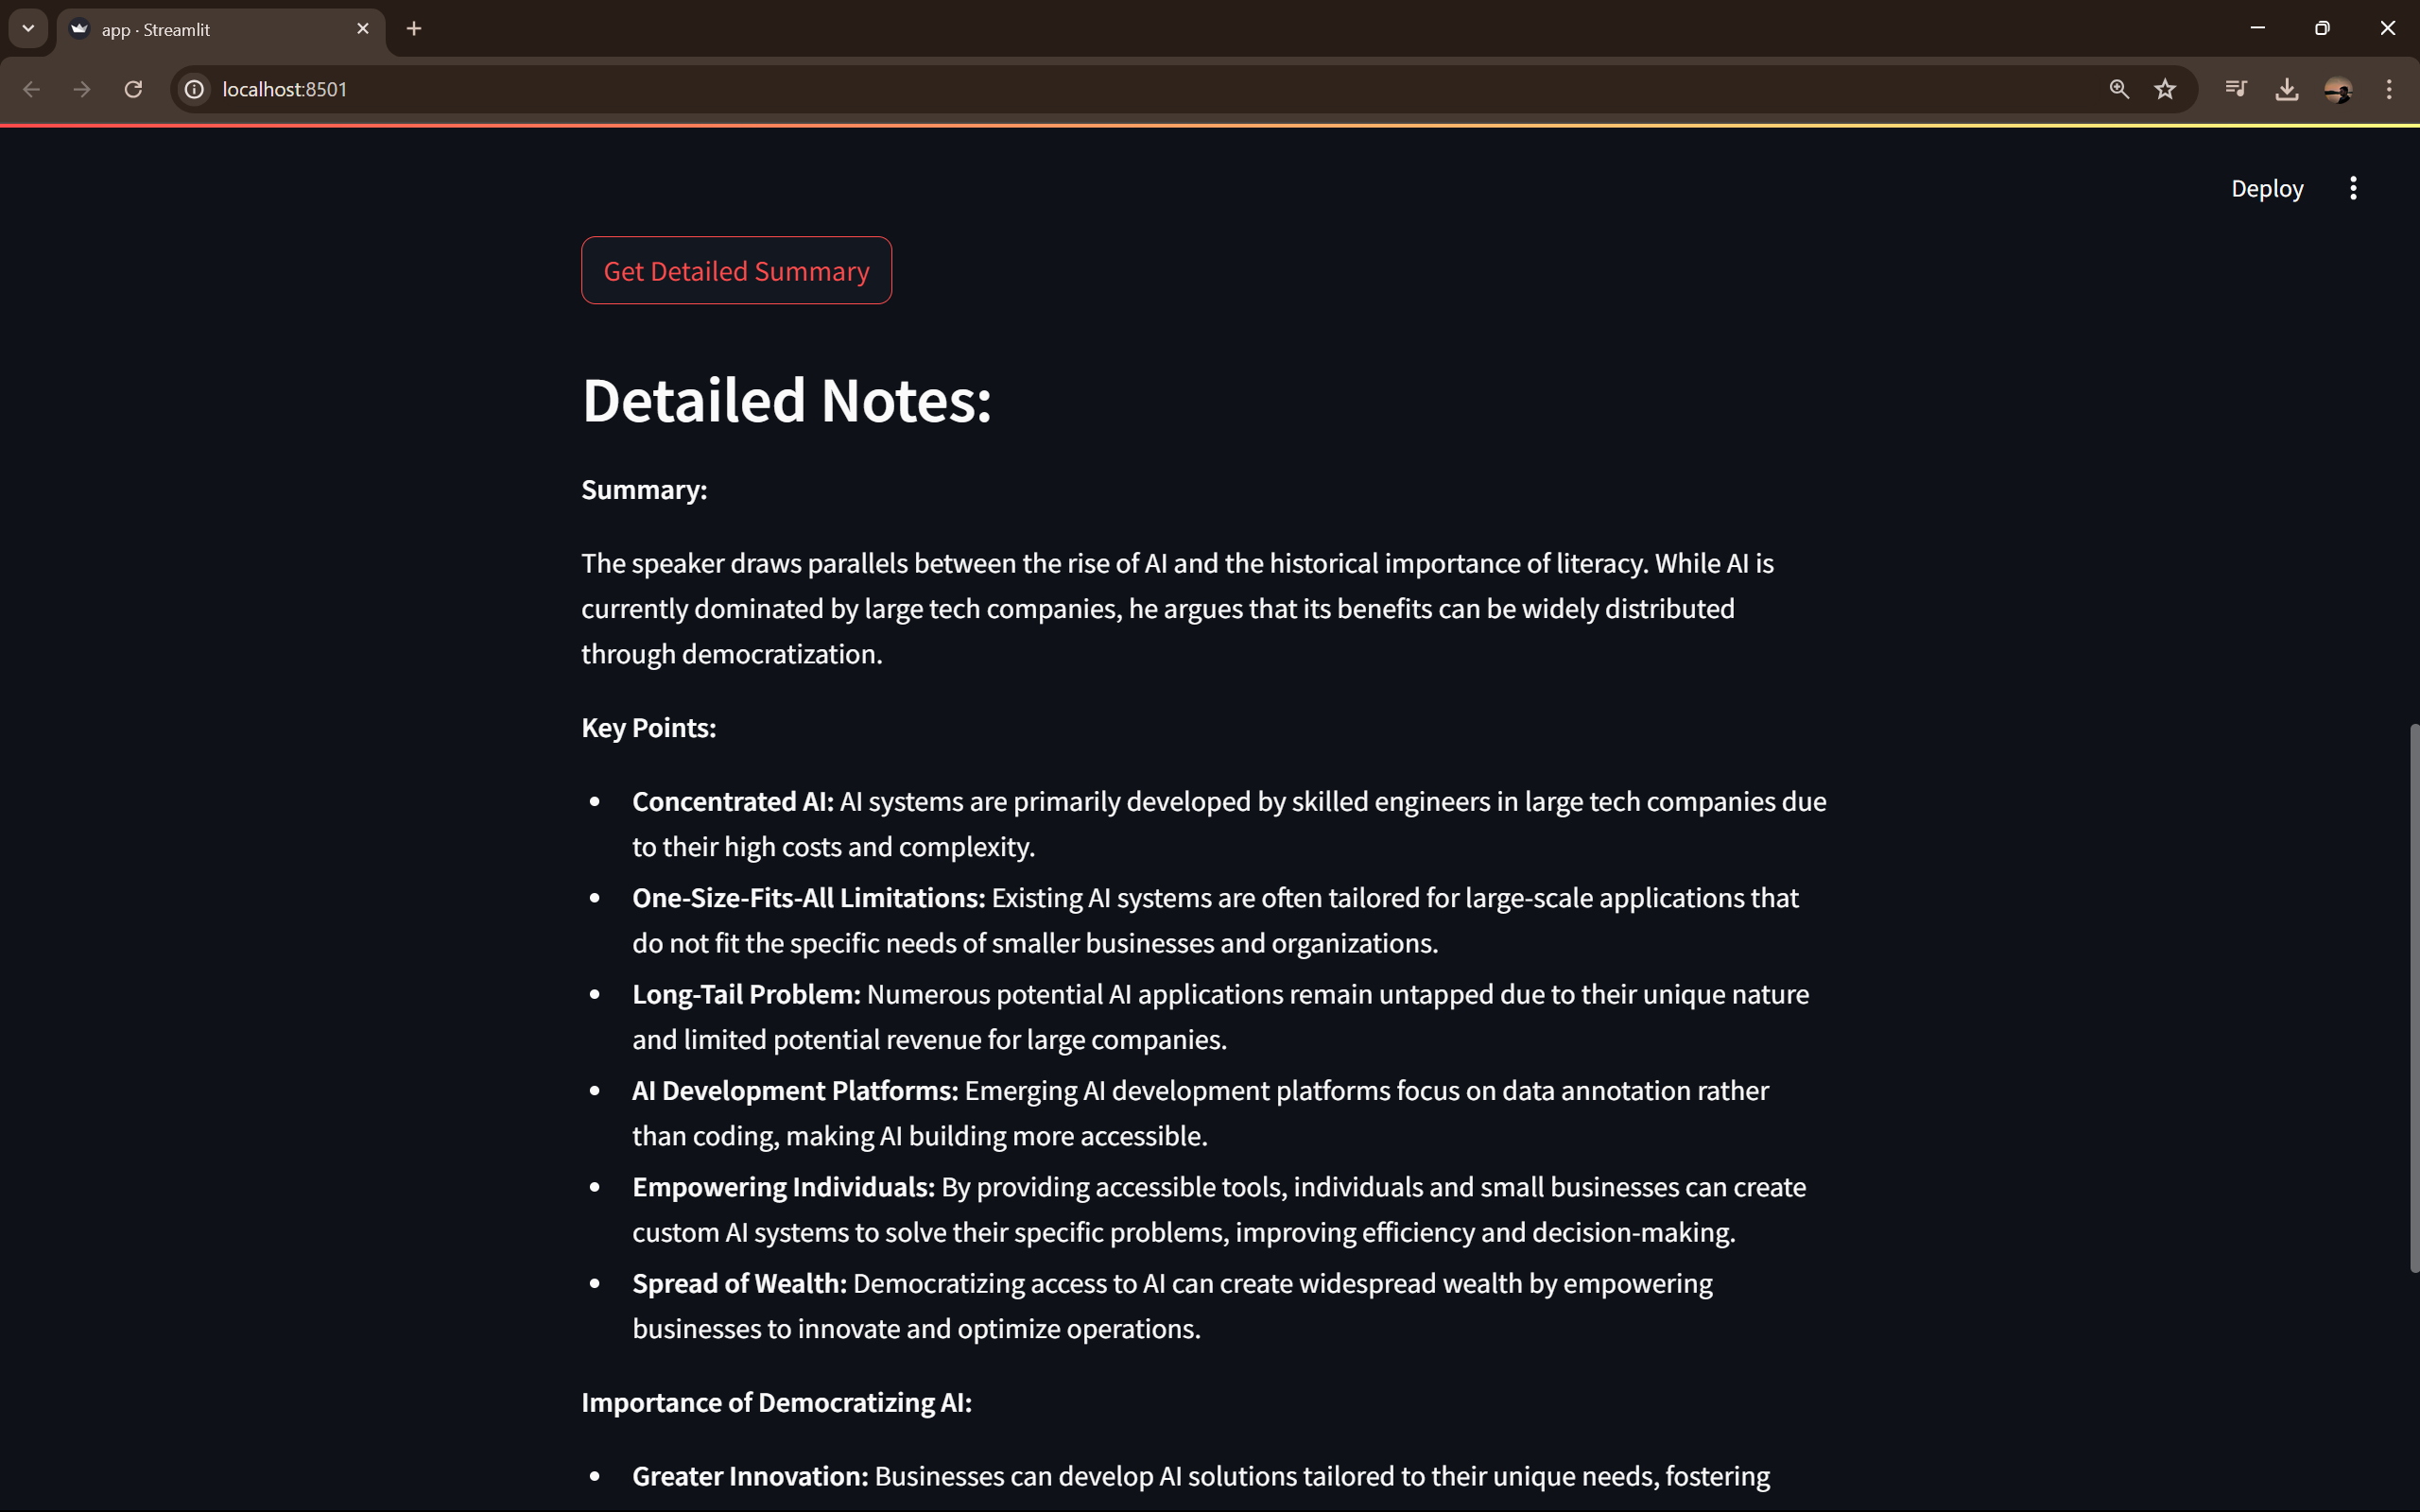 app · Streamlit
localhost:8501
Deploy
Get Detailed Summary
Detailed Notes:
Summary:
The speaker draws parallels between the rise of AI and the historical importance of literacy. While AI is
currently dominated by large tech companies, he argues that its benefits can be widely distributed
through democratization.
Key Points:
• Concentrated AI: AI systems are primarily developed by skilled engineers in large tech companies due
to their high costs and complexity.
• One-Size-Fits-All Limitations: Existing AI systems are often tailored for large-scale applications that
do not fit the specific needs of smaller businesses and organizations.
• Long-Tail Problem: Numerous potential AI applications remain untapped due to their unique nature
and limited potential revenue for large companies.
• AI Development Platforms: Emerging AI development platforms focus on data annotation rather
than coding, making AI building more accessible.
• Empowering Individuals: By providing accessible tools, individuals and small businesses can create
custom AI systems to solve their specific problems, improving efficiency and decision-making.
• Spread of Wealth: Democratizing access to AI can create widespread wealth by empowering
businesses to innovate and optimize operations.
Importance of Democratizing AI:
• Greater Innovation: Businesses can develop AI solutions tailored to their unique needs, fostering